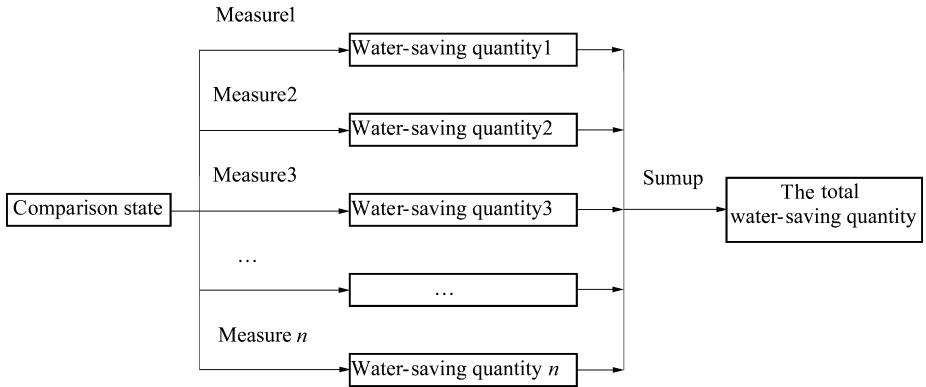 Measure1
Water-saving quantity1
Measure2
Water-saving quantity2
Measure3
Water-saving quantity3
Comparison state
Sumup
The total
water-saving quantity
…
…
Measure n
Water-saving quantity n